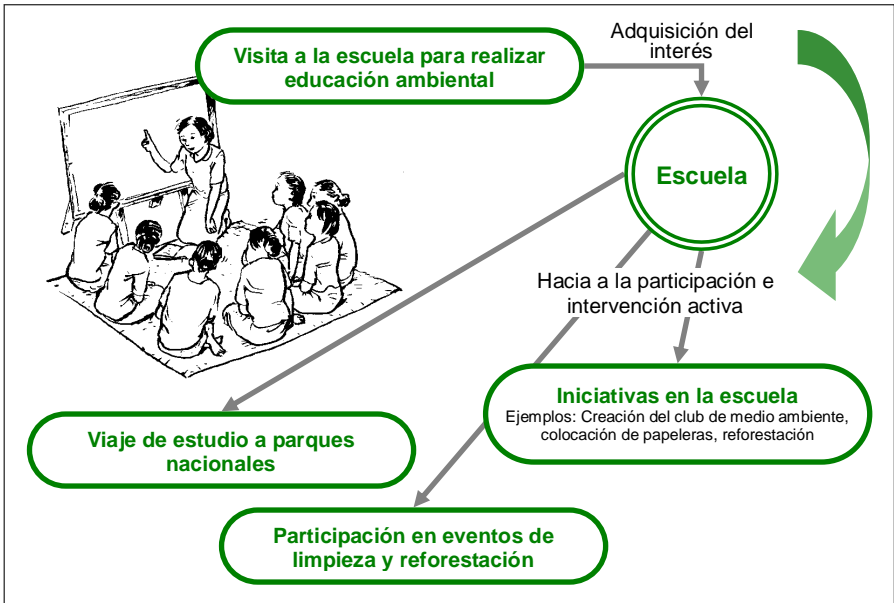 Visita a la escuela para realizar
educación ambiental
Adquisición del
interés
Escuela
Hacia a la participación e
intervención activa
Iniciativas en la escuela
Ejemplos: Creación del club de medio ambiente,
colocación de papeleras, reforestación
Viaje de estudio a parques
nacionales
Participación en eventos de
limpieza y reforestación